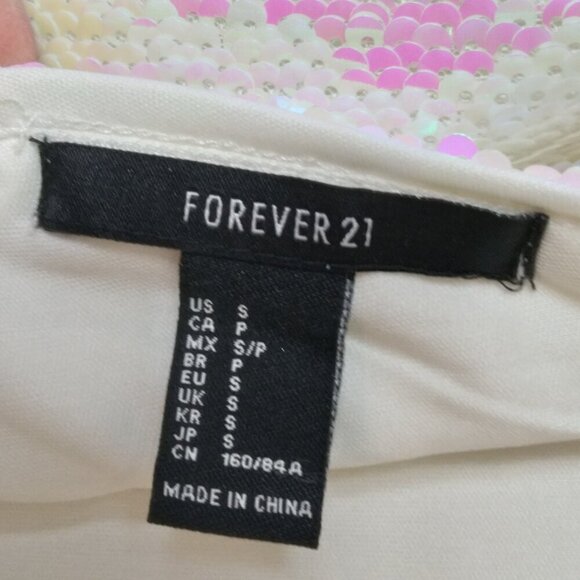 FOREVER 21
US S
CA P
MX S/P
BR P
EU S
UK S
KR S
JP S
CN 160/84A
MADE IN CHINA